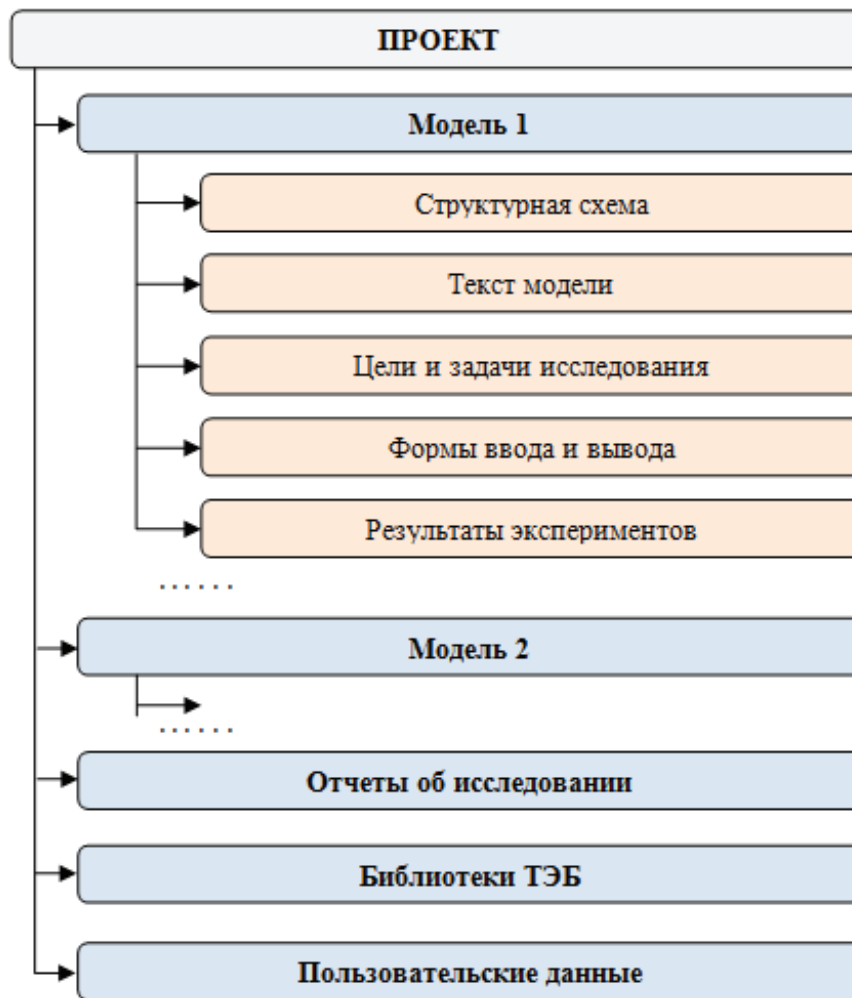 ПРОЕКТ
Модель 1
Структурная схема
Текст модели
Цели и задачи исследования
Формы ввода и вывода
Результаты экспериментов
......
Модель 2
......
Отчеты об исследовании
Библиотеки ТЭБ
Пользовательские данные